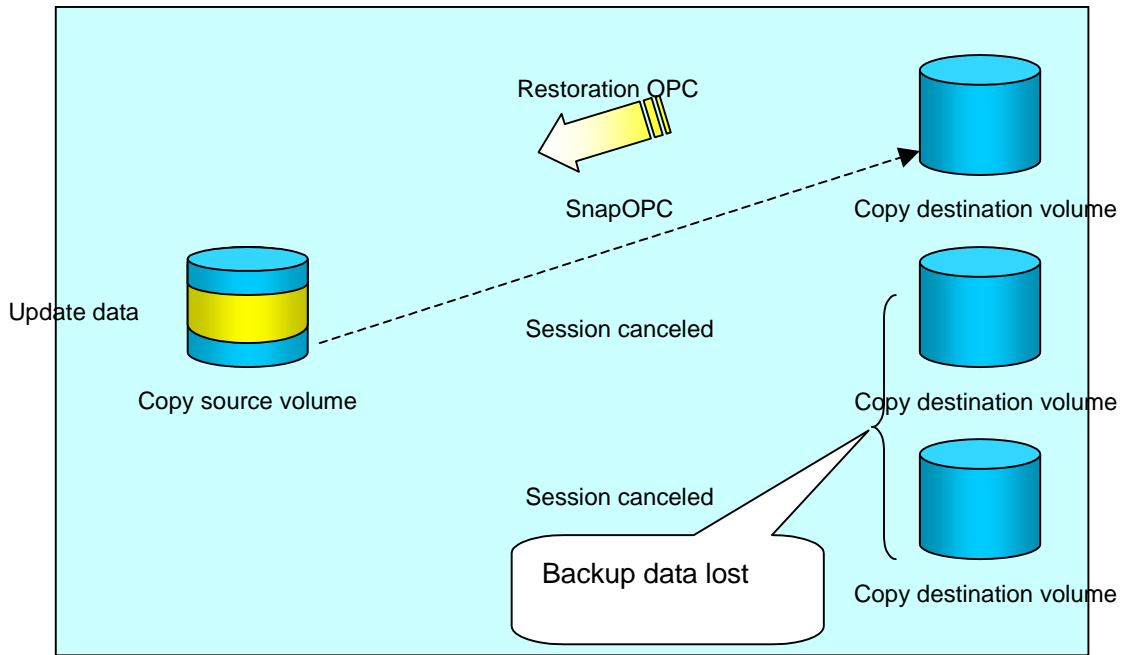 Restoration OPC
SnapOPC
Copy destination volume
Update data
Session canceled
Copy source volume
Copy destination volume
Session canceled
Backup data lost
Copy destination volume